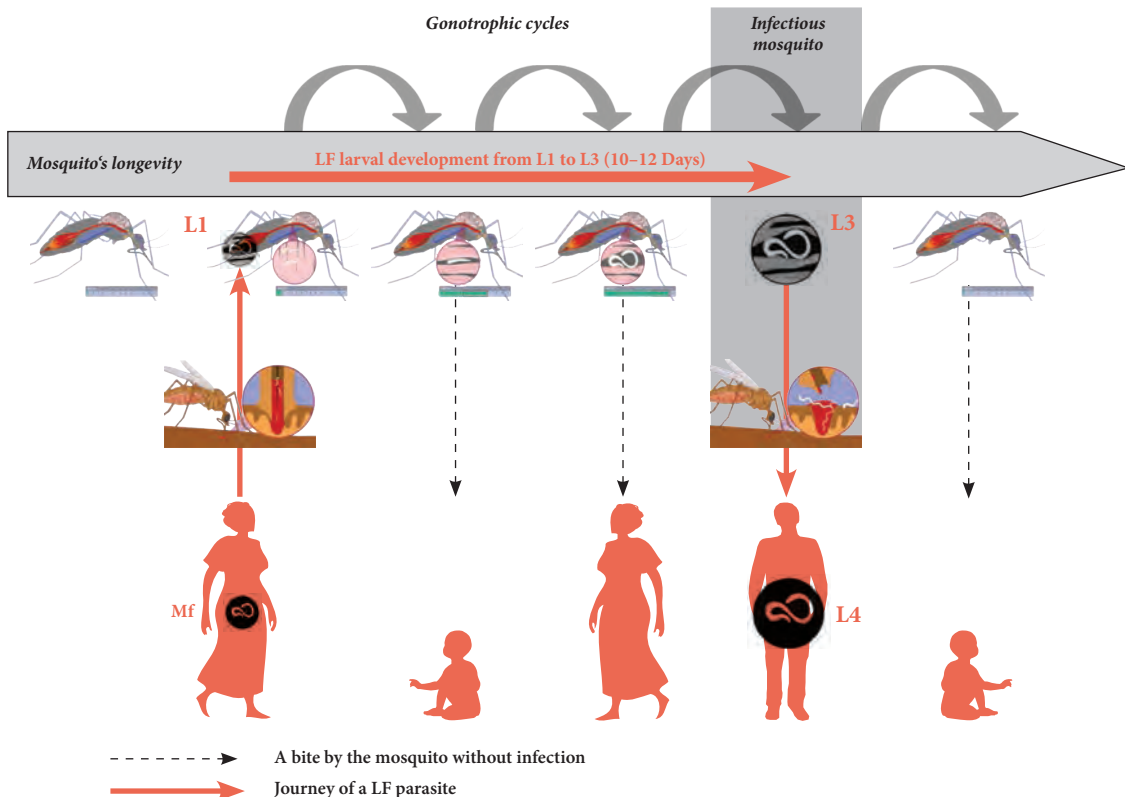 Gonotrophic cycles
Infectious
mosquito
Mosquito‘s longevity
LF larval development from L1 to L3 (10–12 Days)
L1
L3
Mf
L4
A bite by the mosquito without infection
Journey of a LF parasite